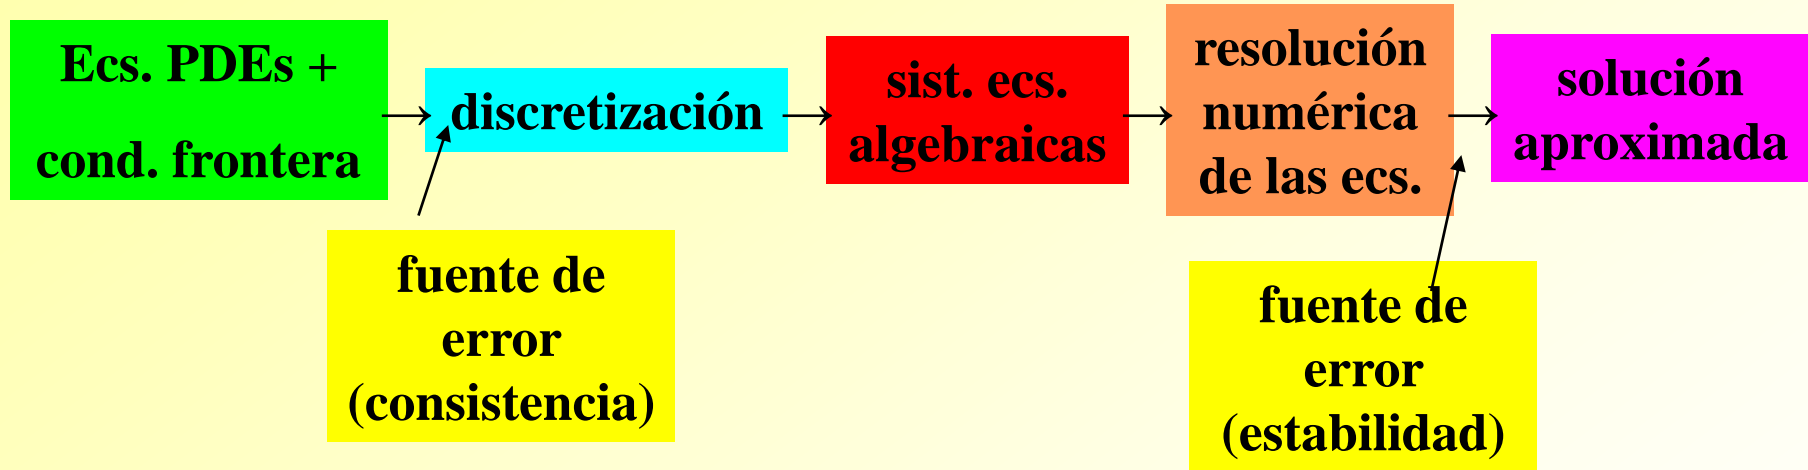 Ecs. PDEs +
cond. frontera
→
discretización
→
sist. ecs.
algebraicas
→
resolución
numérica
de las ecs.
→
solución
aproximada
fuente de
error
(consistencia)
fuente de
error
(estabilidad)